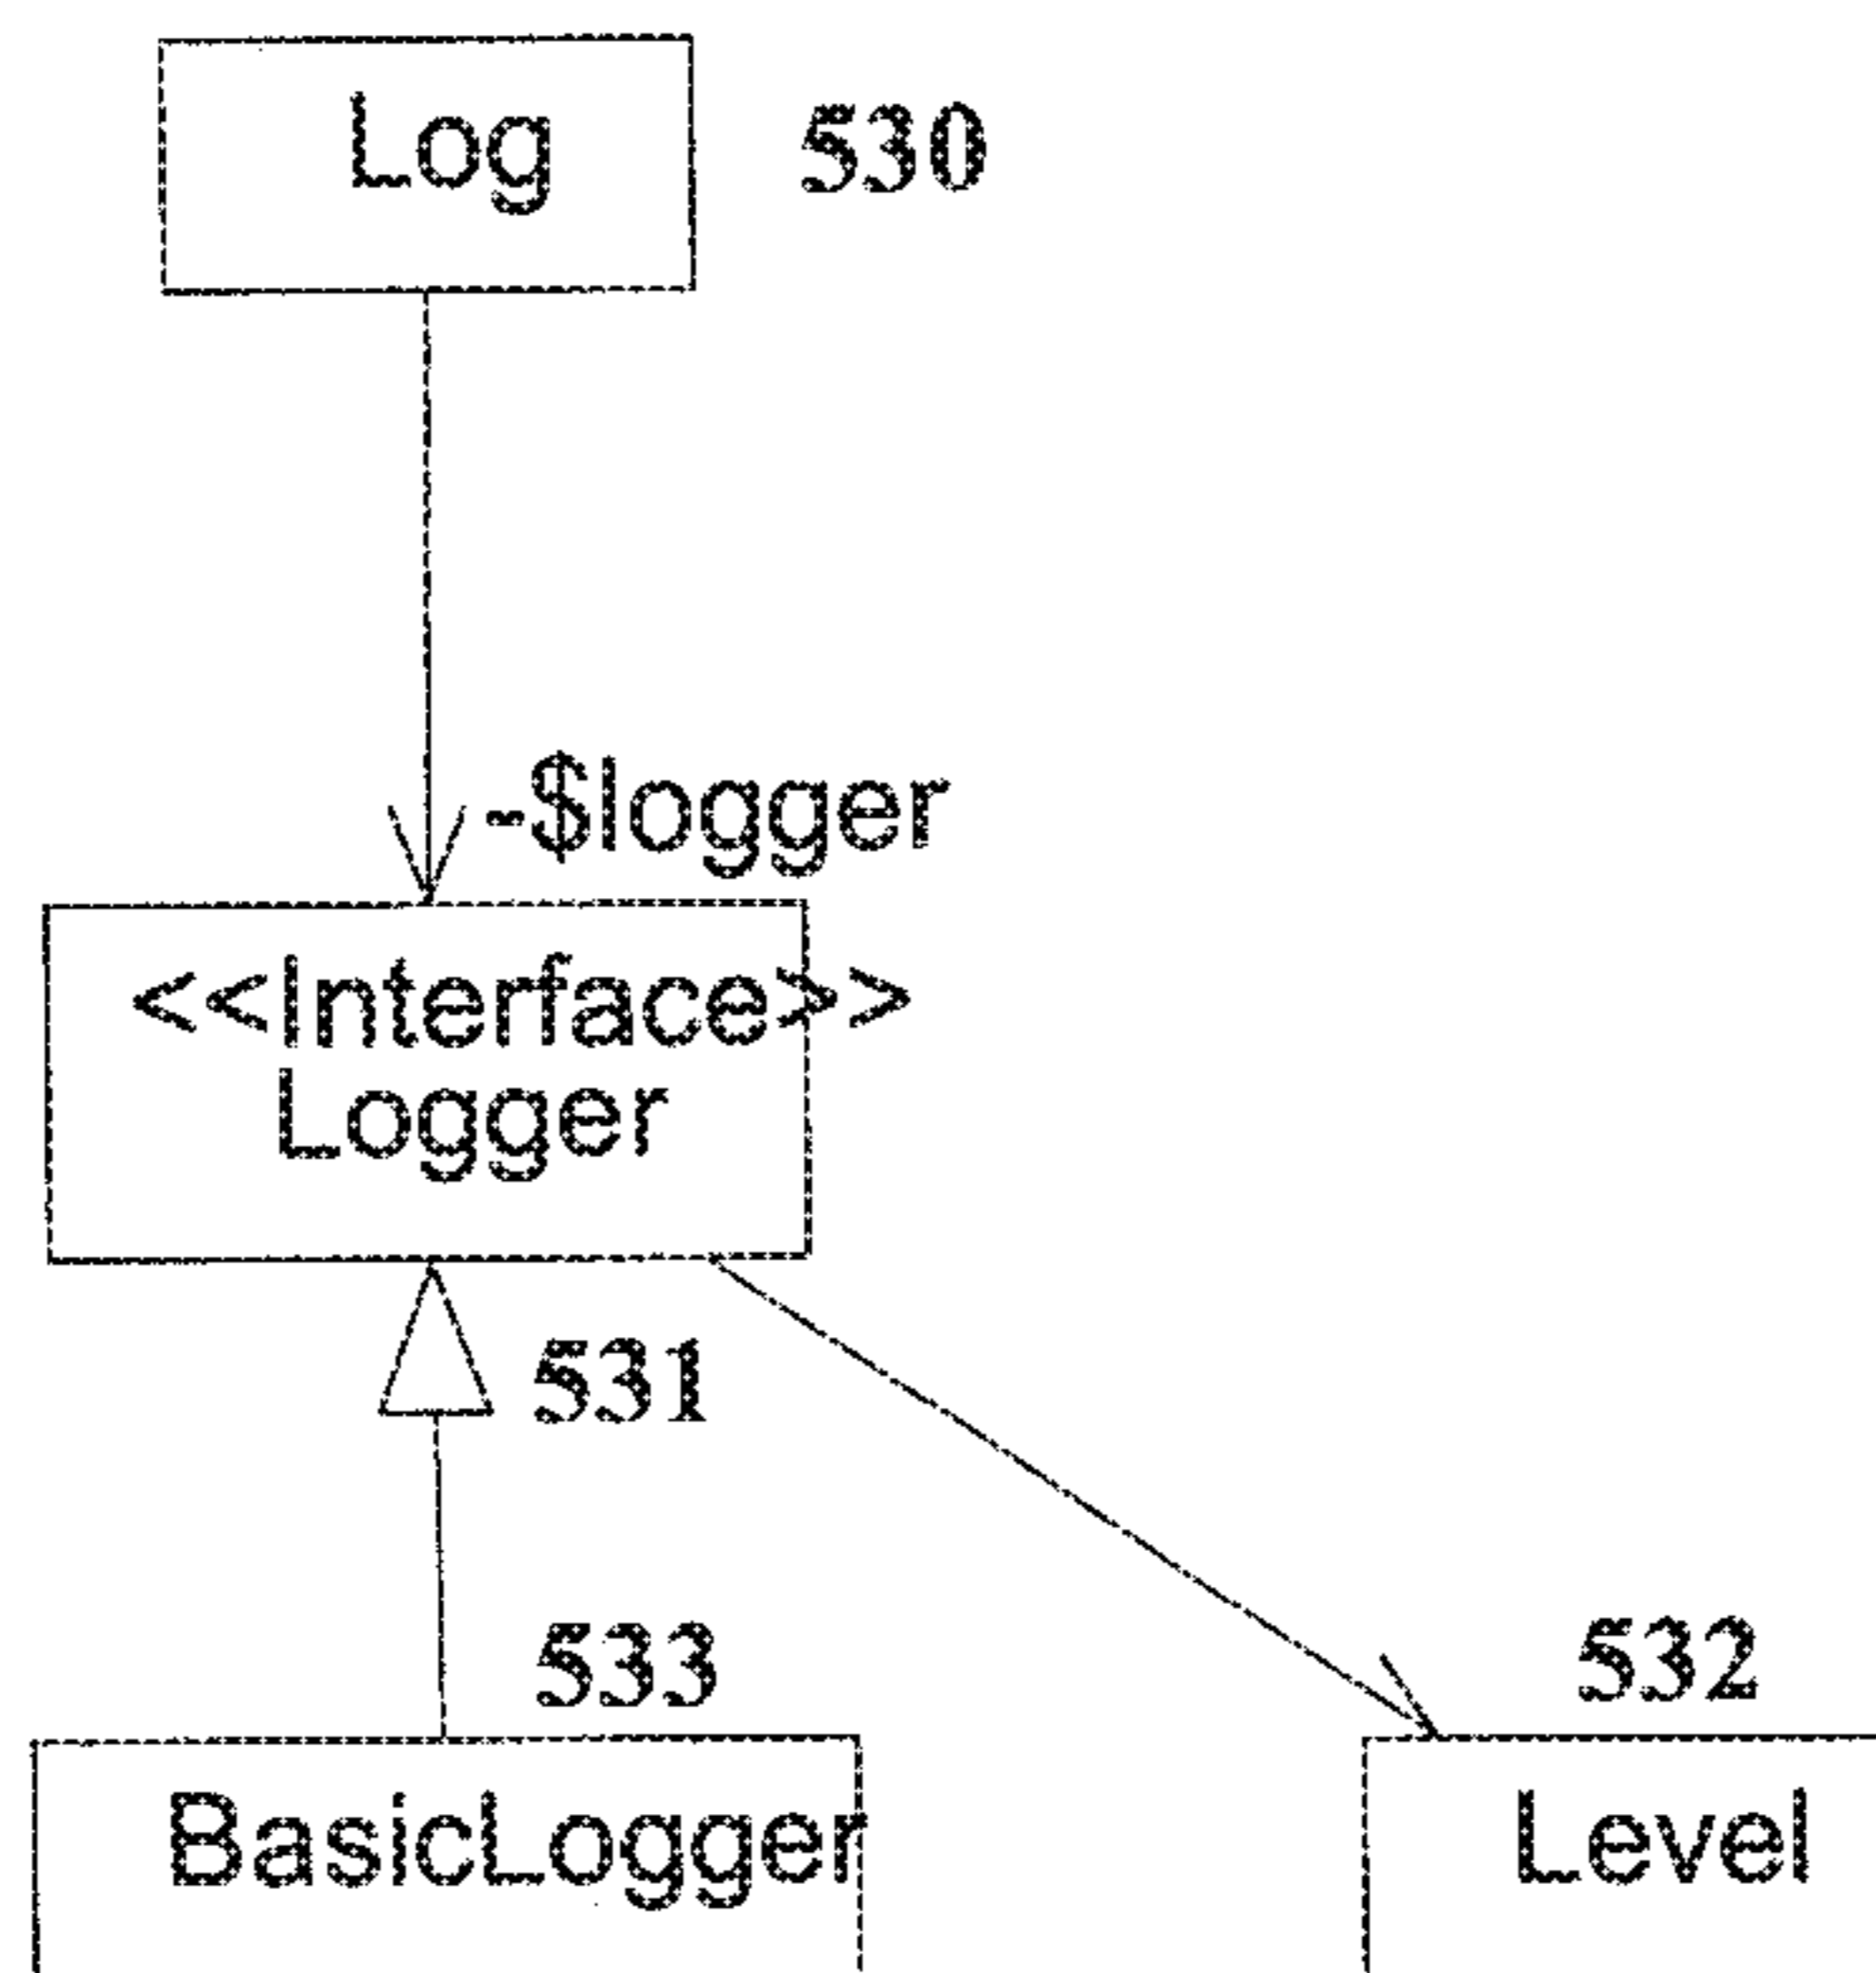 Log
530
-$logger
<<Interface>>
Logger
531
533
532
BasicLogger
Level